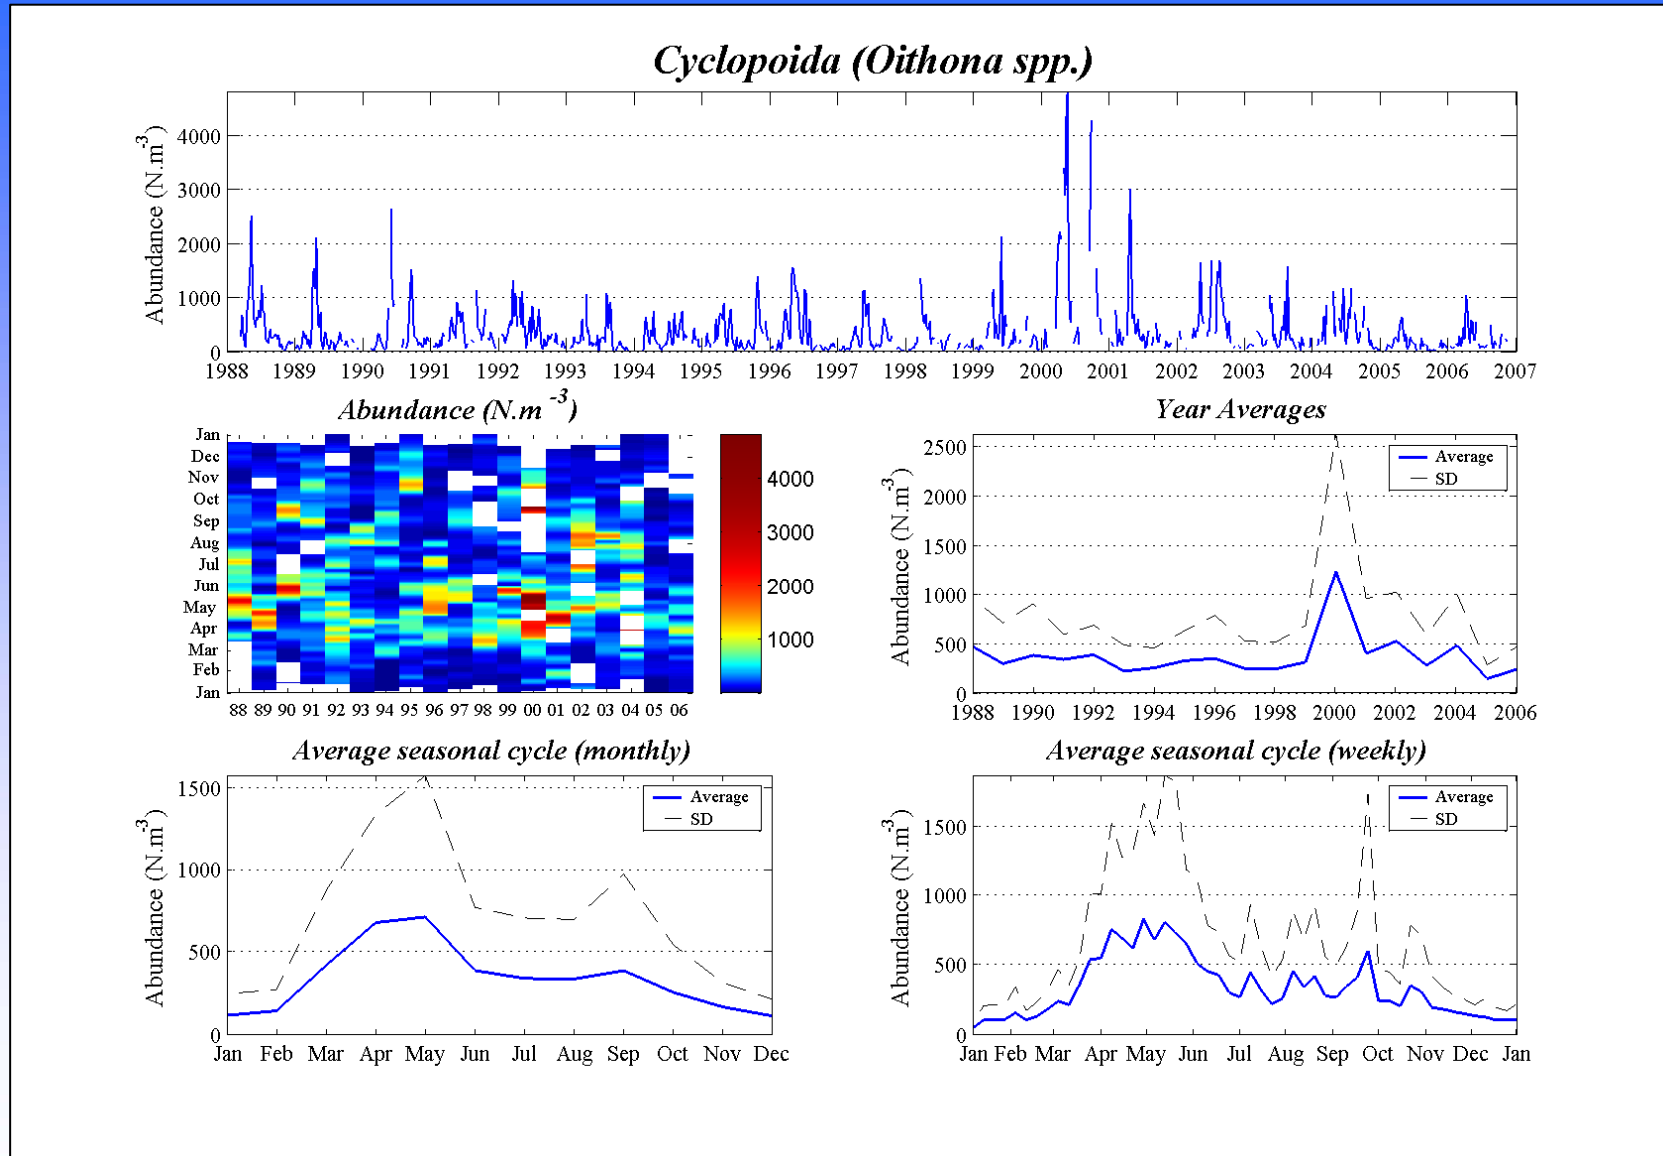 Cyclopoida (Oithona spp.)
Abundance (N.m-3)
4000
3000
2000
1000
0
1988 1989 1990 1991 1992 1993 1994 1995 1996 1997 1998 1999 2000 2001 2002 2003 2004 2005 2006 2007
Abundance (N.m -3)
Jan
Dec
Nov
Oct
Sep
Aug
Jul
Jun
May
Apr
Mar
Feb
Jan
88 89 90 91 92 93 94 95 96 97 98 99 00 01 02 03 04 05 06
4000
3000
2000
1000
Year Averages
Abundance (N.m-3)
2500
2000
1500
1000
500
0
1988 1990 1992 1994 1996 1998 2000 2002 2004 2006
Average
SD
Average seasonal cycle (monthly)
Abundance (N.m-3)
1500
1000
500
0
Jan Feb Mar Apr May Jun Jul Aug Sep Oct Nov Dec
Average
SD
Average seasonal cycle (weekly)
Abundance (N.m-3)
1500
1000
500
0
Jan Feb Mar Apr May Jun Jul Aug Sep Oct Nov Dec Jan
Average
SD